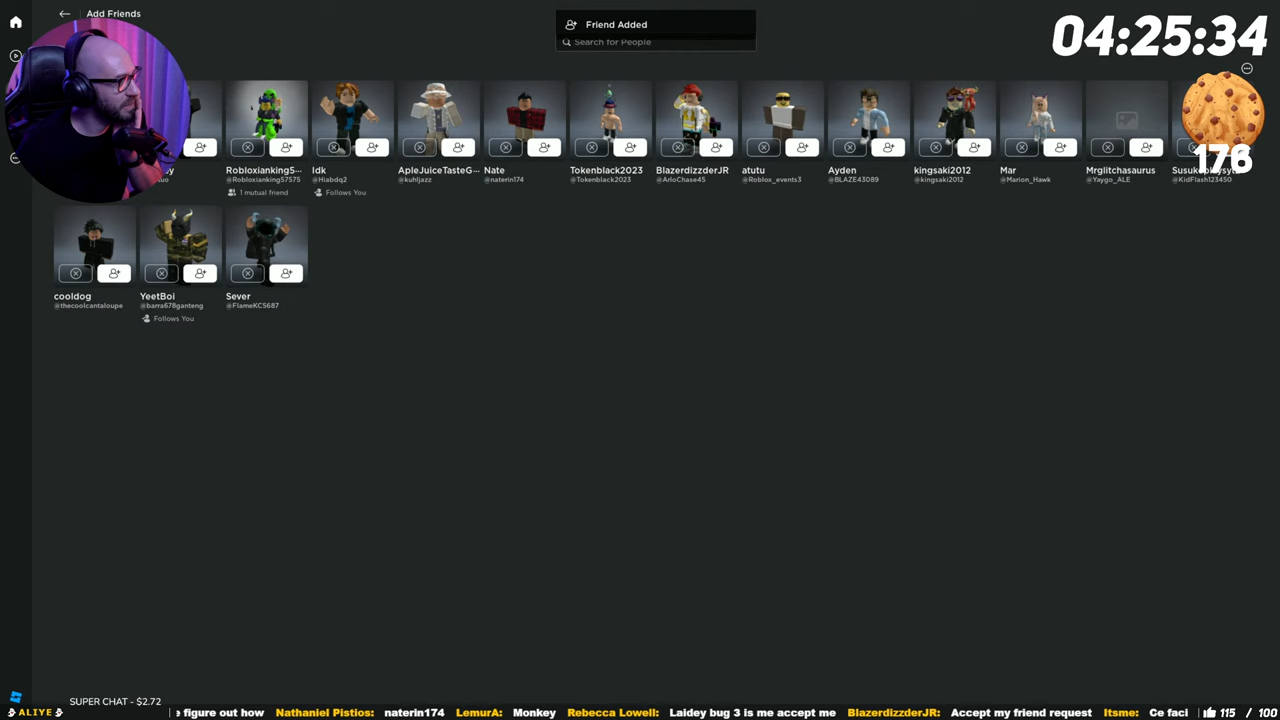 Add Friends
Friend Added
Search for People
04:25:34
176
Robloxianking5...
@Robloxianking57575
1 mutual friend
Idk
@Hiabdq2
Follows You
ApleJuiceTasteG...
@kuhljazz
Nate
@naterin174
Tokenblack2023
@Tokenblack2023
BlazerdizzderJR
@ArloChase45
atutu
@Roblox_events3
Ayden
@BLAZE43089
kingsaki2012
@kingsaki2012
Mar
@Marion_Hawk
Mrglitchasaurus
@Yaygo_ALE
@KidFlash123450
cooldog
@thecoolcantaloupe
YeetBoi
@barra678ganteng
Follows You
Sever
@FlameKC5687
SUPER CHAT - $2.72
ALIYE
e figure out how Nathaniel Pistios: naterin174 LemurA: Monkey Rebecca Lowell: Laidey bug 3 is me accept me BlazerdizzderJR: Accept my friend request Itsme: Ce faci
115 / 100